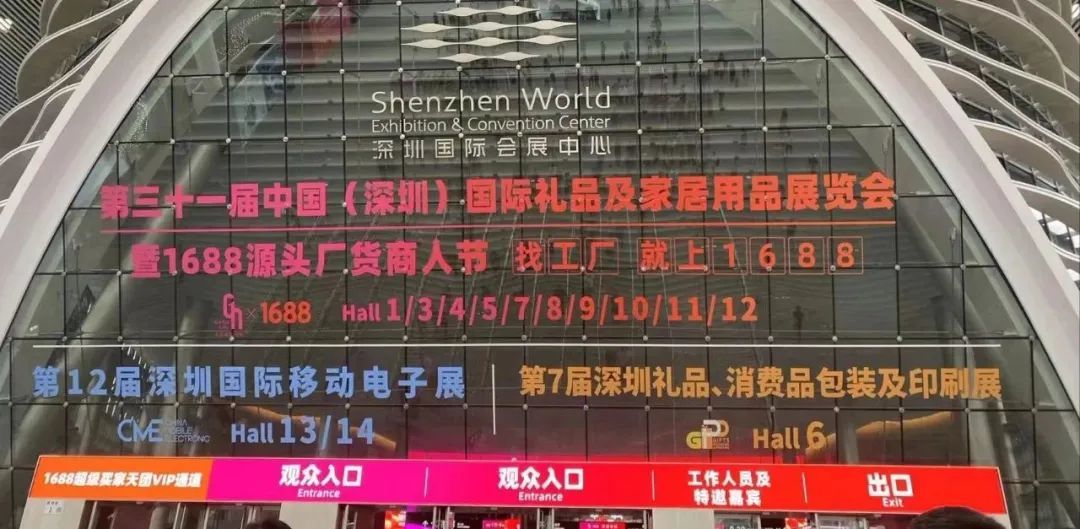 Shenzhen World
Exhibition & Convention Center
深圳国际会展中心
第三十一届中国（深圳）国际礼品及家居用品展览会
暨1688源头厂货商人节 找工厂 就上1688
×1688 Hall 1/3/4/5/7/8/9/10/11/12
第12届深圳国际移动电子展
CME CHINA MOBILE ELECTRONIC Hall 13/14
第7届深圳礼品、消费品包装及印刷展
Hall 6
1688超级买家天团VIP通道
观众入口
Entrance
观众入口
Entrance
工作人员及
特邀嘉宾
出口
Exit